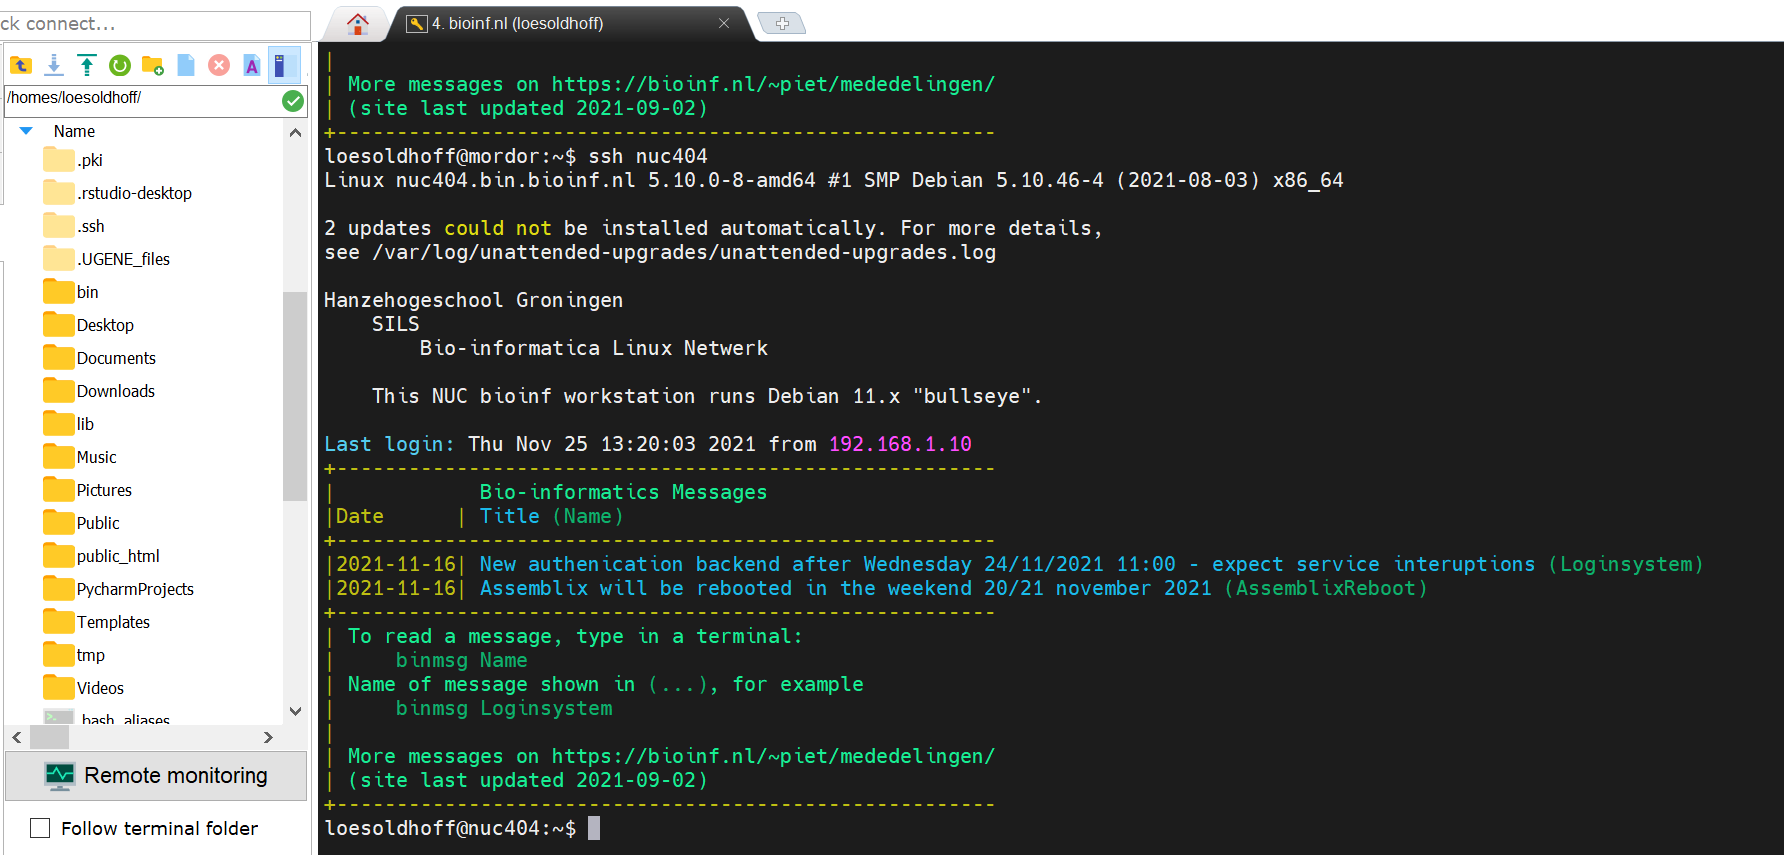 ck connect...
4. bioinf.nl (loesoldhoff)
/homes/loesoldhoff/
Name
.pki
.rstudio-desktop
.ssh
.UGENE_files
bin
Desktop
Documents
Downloads
lib
Music
Pictures
Public
public_html
PycharmProjects
Templates
tmp
Videos
.bash_aliases
Remote monitoring
Follow terminal folder
|
| More messages on https://bioinf.nl/~piet/mededelingen/
| (site last updated 2021-09-02)
+-------------------------------------------------------
loesoldhoff@mordor:~$ ssh nuc404
Linux nuc404.bin.bioinf.nl 5.10.0-8-amd64 #1 SMP Debian 5.10.46-4 (2021-08-03) x86_64
2 updates could not be installed automatically. For more details,
see /var/log/unattended-upgrades/unattended-upgrades.log
Hanzehogeschool Groningen
SILS
Bio-informatica Linux Netwerk
This NUC bioinf workstation runs Debian 11.x "bullseye".
Last login: Thu Nov 25 13:20:03 2021 from 192.168.1.10
+-------------------------------------------------------
| Bio-informatics Messages
|Date | Title (Name)
+-------------------------------------------------------
|2021-11-16| New authenication backend after Wednesday 24/11/2021 11:00 - expect service interuptions (Loginsystem)
|2021-11-16| Assemblix will be rebooted in the weekend 20/21 november 2021 (AssemblixReboot)
+-------------------------------------------------------
| To read a message, type in a terminal:
| binmsg Name
| Name of message shown in (...), for example
| binmsg Loginsystem
|
| More messages on https://bioinf.nl/~piet/mededelingen/
| (site last updated 2021-09-02)
+-------------------------------------------------------
loesoldhoff@nuc404:~$